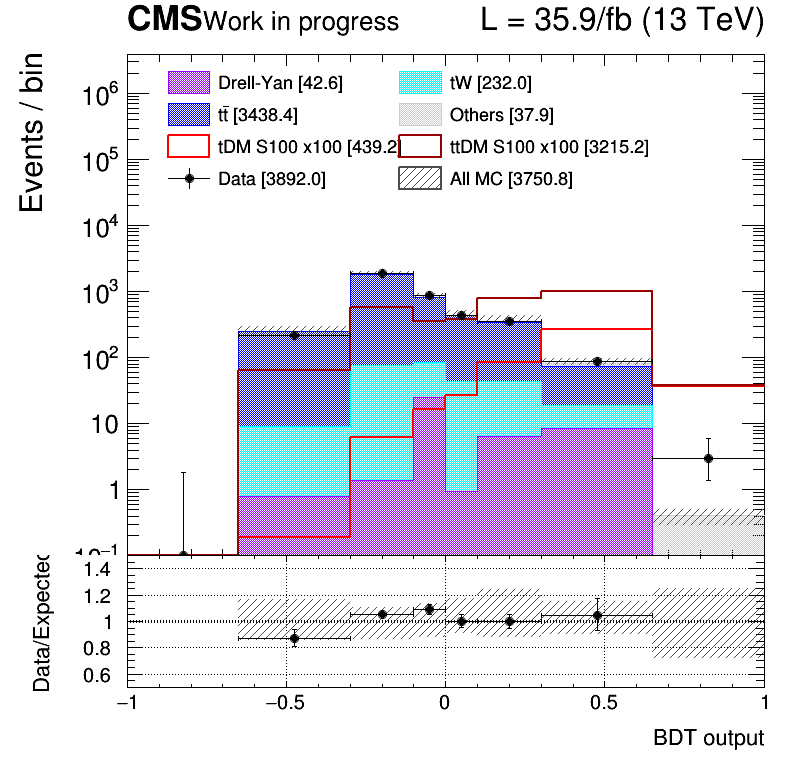 CMS Work in progress L = 35.9/fb (13 TeV)
Events / bin
Drell-Yan [42.6] tW [232.0]
tt̄ [3438.4] Others [37.9]
tDM S100 x100 [439.2] ttDM S100 x100 [3215.2]
Data [3892.0] All MC [3750.8]
10⁶
10⁵
10⁴
10³
10²
10
1
10⁻¹
Data/Expected
1.4
1.2
1
0.8
0.6
−1 −0.5 0 0.5 1
BDT output